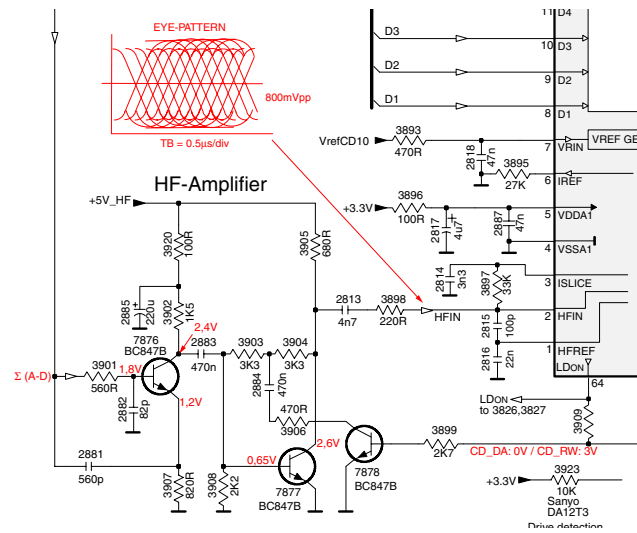 EYE-PATTERN
800mVpp
TB = 0.5µs/div
HF-Amplifier
+5V_HF
3920
100R
3905
680R
2885
220u
3902
1K5
7876
BC847B
2,4V
2883
470n
3903
3K3
3904
3K3
Σ (A-D)
3901
560R
1,8V
2882
82p
1,2V
2884
470n
470R
3906
2881
560p
3907
820R
3908
2K2
0,65V
7877
BC847B
2,6V
7878
BC847B
2813
4n7
3898
220R
HFIN
3899
2K7
D3
D2
D1
VrefCD10
3893
470R
2818
47n
3895
27K
+3.3V
3896
100R
2817
4u7
2887
47n
2814
3n3
3897
33K
2815
100p
2816
22n
11
D4
10
D3
9
D2
8
D1
7
VRIN
VREF GE
6
IREF
5
VDDA1
4
VSSA1
3
ISLICE
2
HFIN
1
HFREF
LDON
64
LDON
to 3826,3827
3909
CD_DA: 0V / CD_RW: 3V
+3.3V
3923
10K
Sanyo
DA12T3
Drive detection